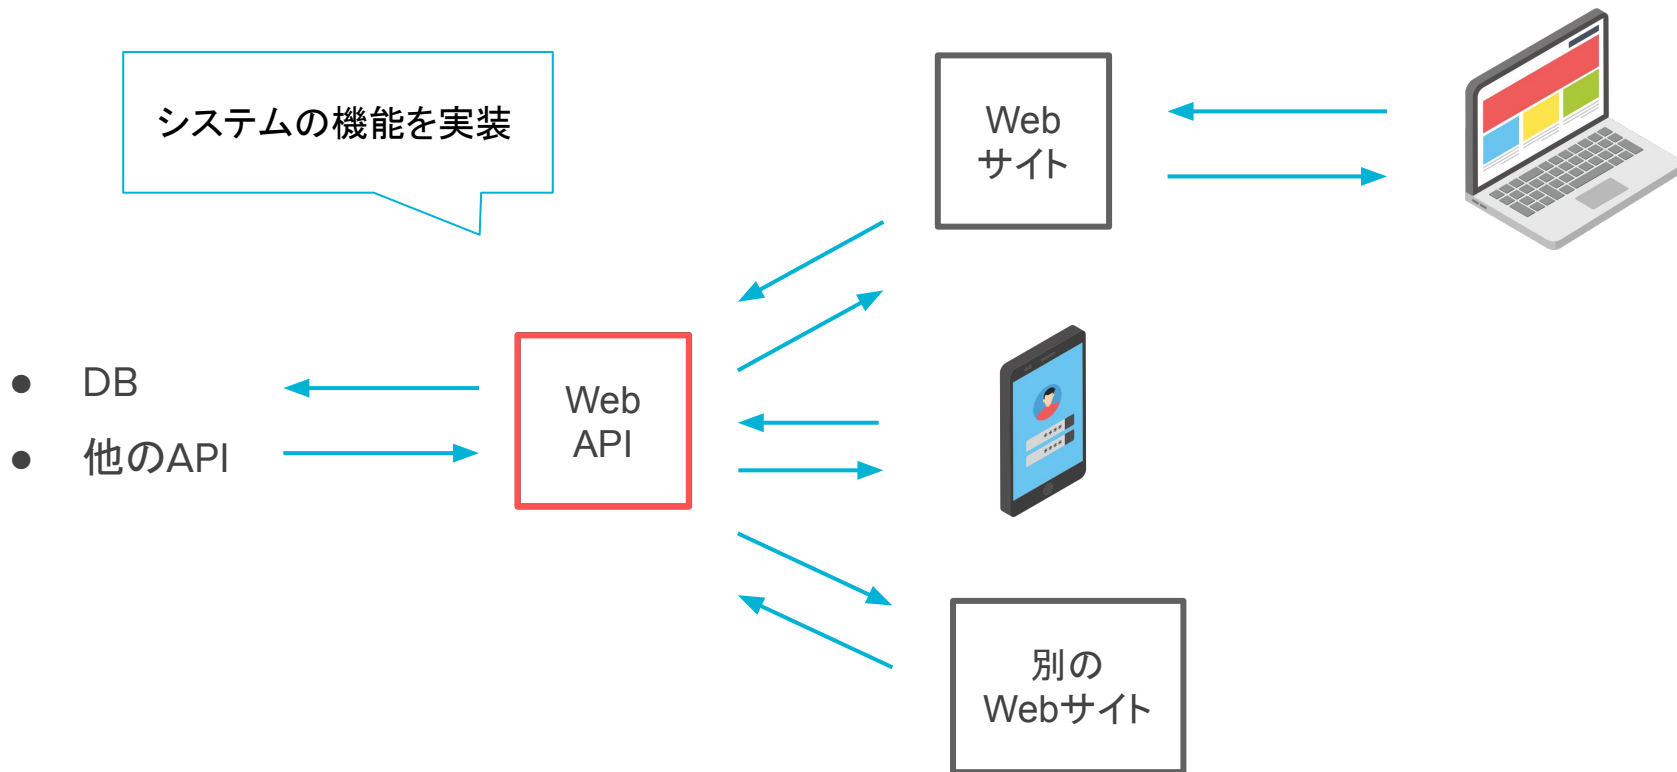 システムの機能を実装
Web
サイト
DB
他のAPI
Web
API
****
****
別の
Webサイト